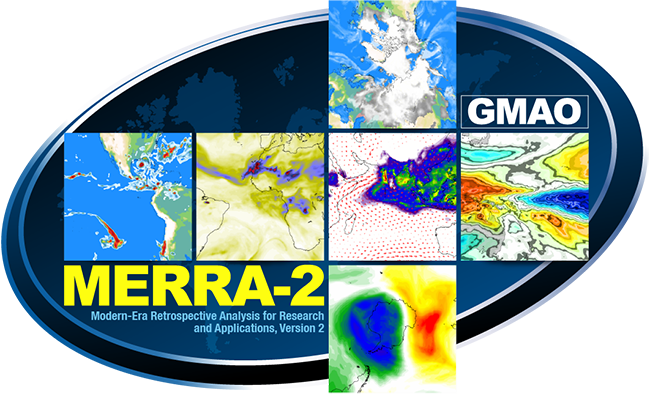 GMAO
MERRA-2
Modern-Era Retrospective Analysis for Research
and Applications, Version 2